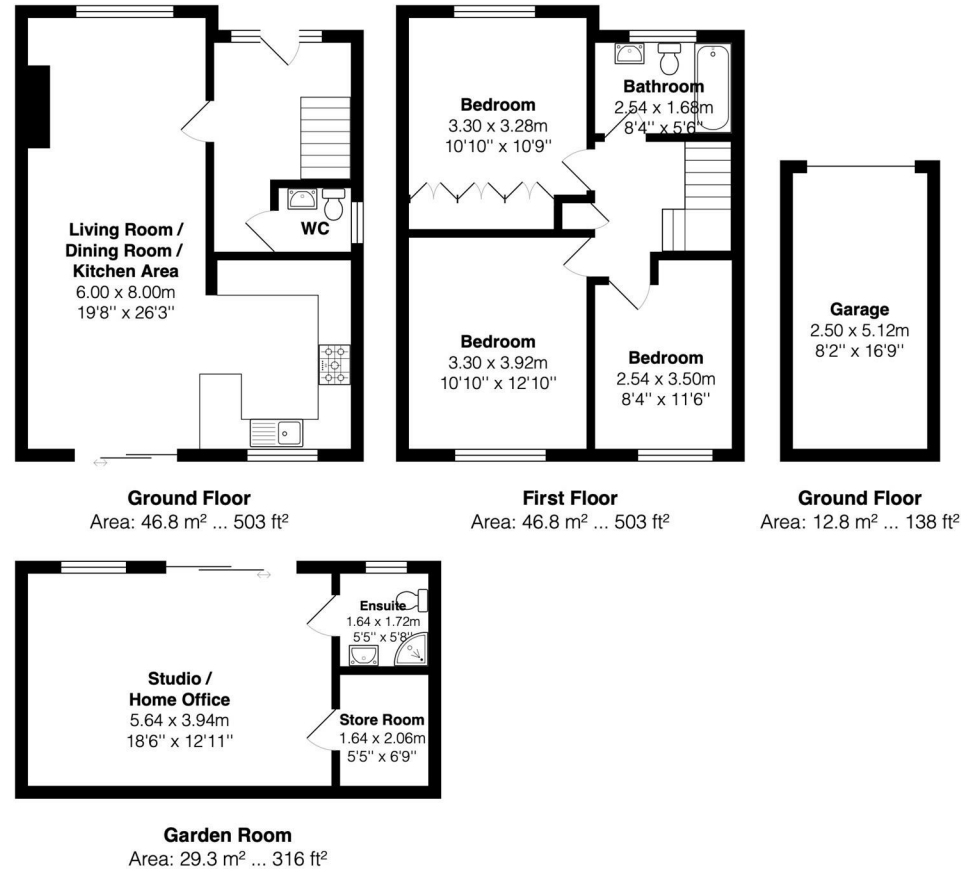 Living Room /
Dining Room /
Kitchen Area
6.00 x 8.00m
19'8'' x 26'3''
WC
Ground Floor
Area: 46.8 m² ... 503 ft²
Bedroom
3.30 x 3.28m
10'10'' x 10'9''
Bathroom
2.54 x 1.68m
8'4'' x 5'6''
Bedroom
3.30 x 3.92m
10'10'' x 12'10''
Bedroom
2.54 x 3.50m
8'4'' x 11'6''
First Floor
Area: 46.8 m² ... 503 ft²
Garage
2.50 x 5.12m
8'2'' x 16'9''
Ground Floor
Area: 12.8 m² ... 138 ft²
Studio /
Home Office
5.64 x 3.94m
18'6'' x 12'11''
Ensuite
1.64 x 1.72m
5'5'' x 5'8''
Store Room
1.64 x 2.06m
5'5'' x 6'9''
Garden Room
Area: 29.3 m² ... 316 ft²